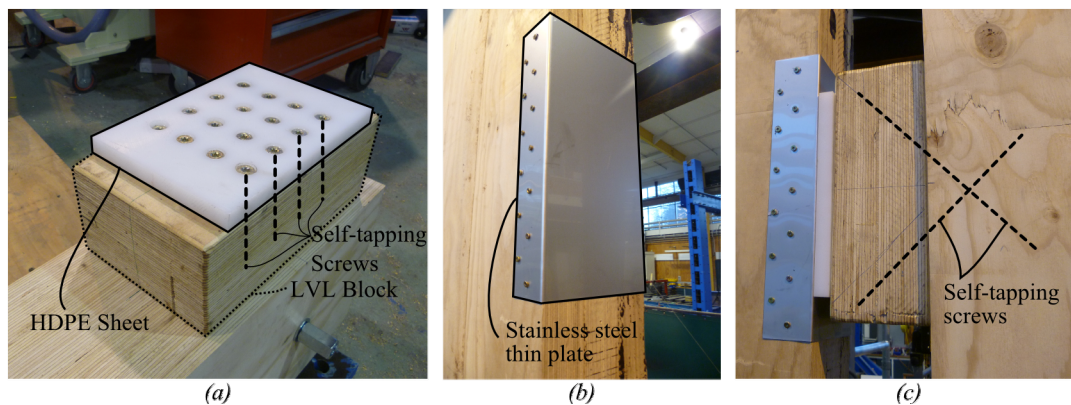 Self-tapping
Screws
LVL Block
HDPE Sheet
(a)
Stainless steel
thin plate
(b)
Self-tapping
screws
(c)